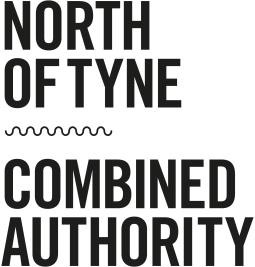 NORTH
OF TYNE
COMBINED
AUTHORITY